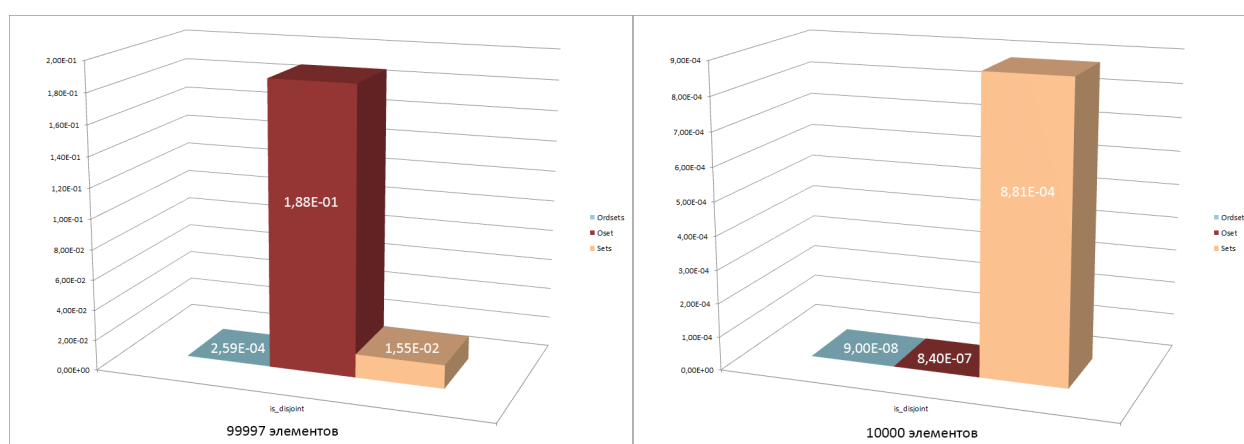 2,00E-01
1,80E-01
1,60E-01
1,40E-01
1,20E-01
1,00E-01
8,00E-02
6,00E-02
4,00E-02
2,00E-02
0,00E+00
2,59E-04
1,88E-01
1,55E-02
is_disjoint
99997 элементов
Ordsets
Oset
Sets
9,00E-04
8,00E-04
7,00E-04
6,00E-04
5,00E-04
4,00E-04
3,00E-04
2,00E-04
1,00E-04
0,00E+00
9,00E-08
8,40E-07
8,81E-04
is_disjoint
10000 элементов
Ordset
Oset
Sets